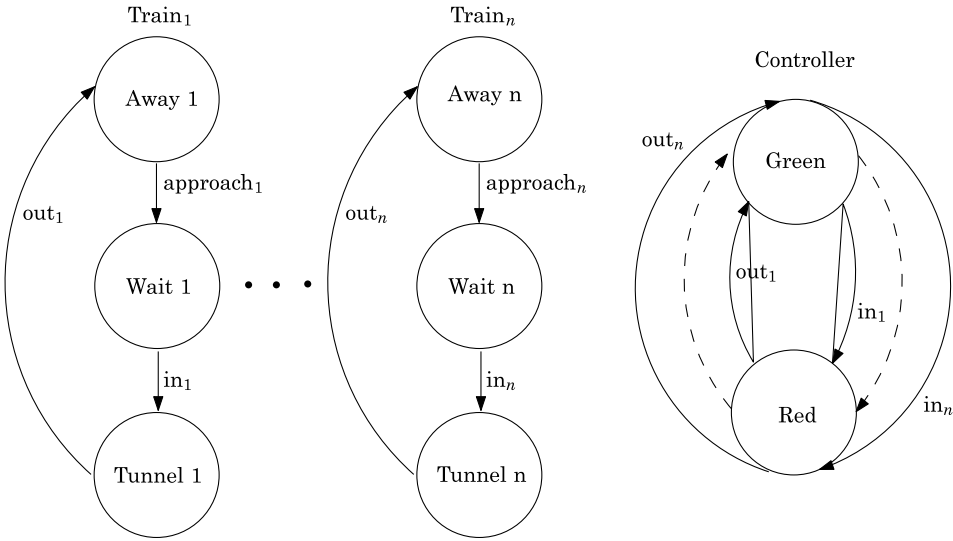 Train₁
Away 1
approach₁
out₁
Wait 1
in₁
Tunnel 1
Trainₙ
Away n
approachₙ
outₙ
Wait n
inₙ
Tunnel n
Controller
outₙ
Green
out₁
in₁
inₙ
Red